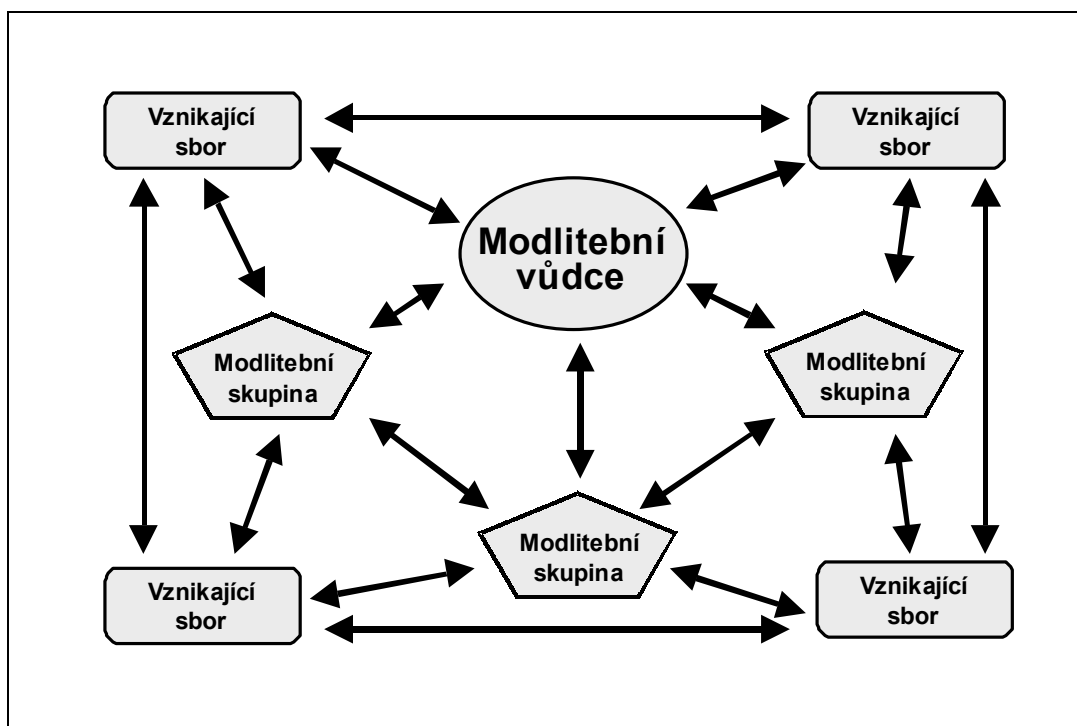 Vznikající
sbor
Vznikající
sbor
Modlitební
vůdce
Modlitební
skupina
Modlitební
skupina
Modlitební
skupina
Vznikající
sbor
Vznikající
sbor